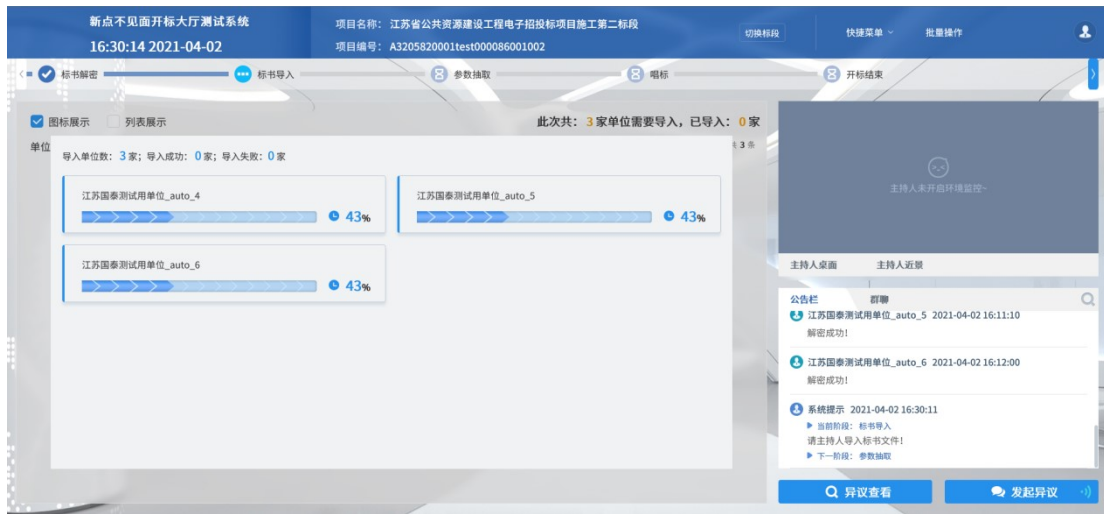 新点不见面开标大厅测试系统
16:30:14 2021-04-02
项目名称： 江苏省公共资源建设工程电子招投标项目施工第二标段
项目编号： A3205820001test000086001002
切换标段
快捷菜单
批量操作
标书解密
标书导入
参数抽取
唱标
开标结束
图标展示
列表展示
此次共： 3 家单位需要导入，已导入： 0 家
单位
3 条
导入单位数： 3 家；导入成功： 0 家；导入失败： 0 家
江苏国泰测试用单位_auto_4
43%
江苏国泰测试用单位_auto_5
43%
江苏国泰测试用单位_auto_6
43%
主持人未开启环境监控~
主持人桌面
主持人近景
公告栏
群聊
江苏国泰测试用单位_auto_5 2021-04-02 16:11:10
解密成功！
江苏国泰测试用单位_auto_6 2021-04-02 16:12:00
解密成功！
系统提示 2021-04-02 16:30:11
当前阶段： 标书导入
请主持人导入标书文件！
下一阶段： 参数抽取
异议查看
发起异议